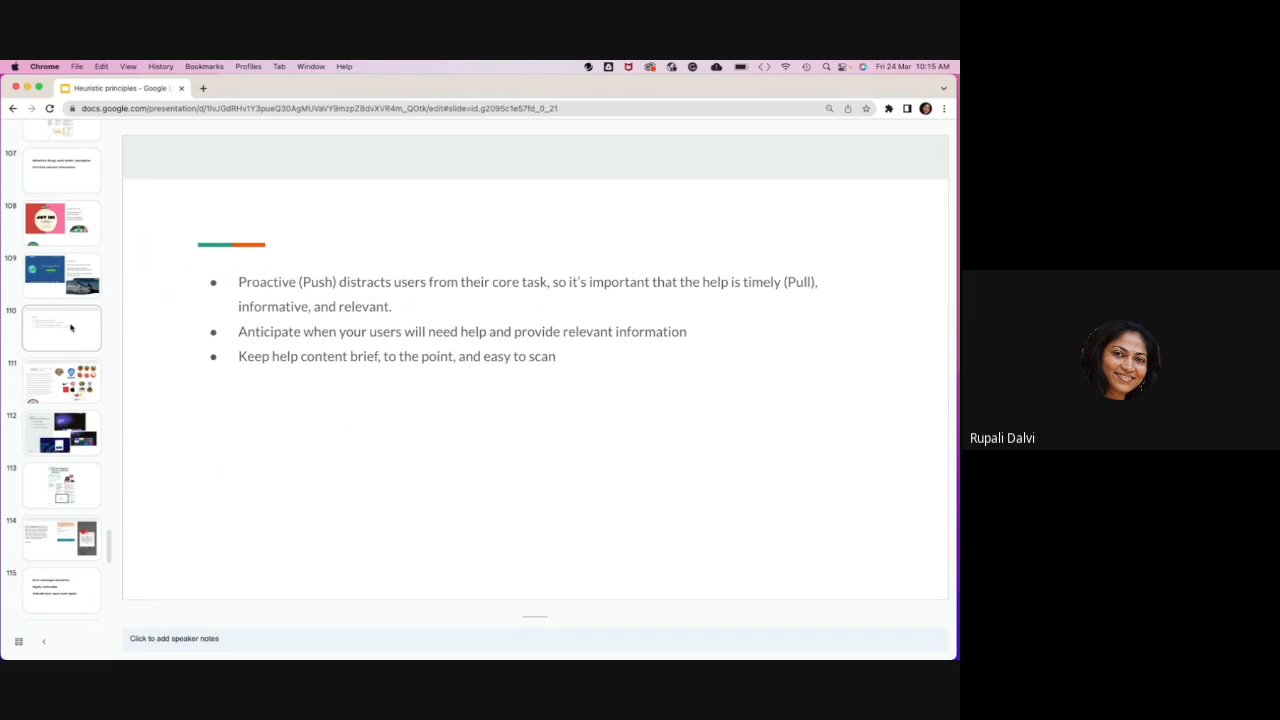 Chrome File Edit View History Bookmarks Profiles Tab Window Help Fri 24 Mar 10:15 AM
Heuristic principles - Google D
docs.google.com/presentation/d/1IvJGdRHv1Y3pueQ30AgMUVaVY9mzpZBdvXVR4m_QOtk/edit#slide=id.g2095c1e57fd_0_21
107
108
109
110
111
112
113
114
115
Proactive (Push) distracts users from their core task, so it's important that the help is timely (Pull),
informative, and relevant.
Anticipate when your users will need help and provide relevant information
Keep help content brief, to the point, and easy to scan
Click to add speaker notes
Rupali Dalvi